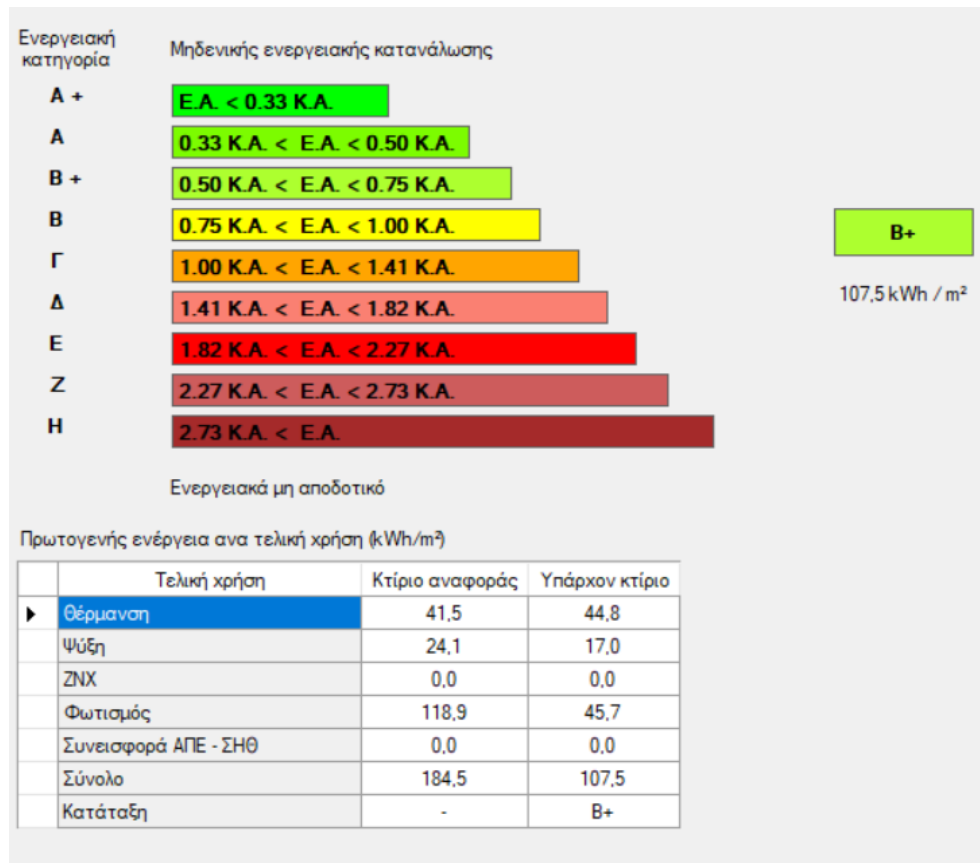 Ενεργειακή
κατηγορία
Μηδενικής ενεργειακής κατανάλωσης
Α +
Ε.Α. < 0.33 Κ.Α.
Α
0.33 Κ.Α. < Ε.Α. < 0.50 Κ.Α.
Β +
0.50 Κ.Α. < Ε.Α. < 0.75 Κ.Α.
Β
0.75 Κ.Α. < Ε.Α. < 1.00 Κ.Α.
Β+
Γ
1.00 Κ.Α. < Ε.Α. < 1.41 Κ.Α.
107,5 kWh / m²
Δ
1.41 Κ.Α. < Ε.Α. < 1.82 Κ.Α.
Ε
1.82 Κ.Α. < Ε.Α. < 2.27 Κ.Α.
Ζ
2.27 Κ.Α. < Ε.Α. < 2.73 Κ.Α.
Η
2.73 Κ.Α. < Ε.Α.
Ενεργειακά μη αποδοτικό
Πρωτογενής ενέργεια ανα τελική χρήση (kWh/m²)
Τελική χρήση Κτίριο αναφοράς Υπάρχον κτίριο
Θέρμανση 41,5 44,8
Ψύξη 24,1 17,0
ΖΝΧ 0,0 0,0
Φωτισμός 118,9 45,7
Συνεισφορά ΑΠΕ - ΣΗΘ 0,0 0,0
Σύνολο 184,5 107,5
Κατάταξη - Β+